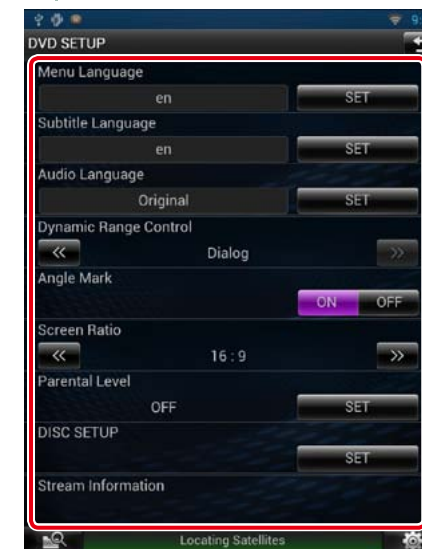 9:
DVD SETUP
Menu Language
en SET
Subtitle Language
en SET
Audio Language
Original SET
Dynamic Range Control
<< Dialog >>
Angle Mark
ON OFF
Screen Ratio
<< 16 : 9 >>
Parental Level
OFF SET
DISC SETUP
SET
Stream Information
Locating Satellites